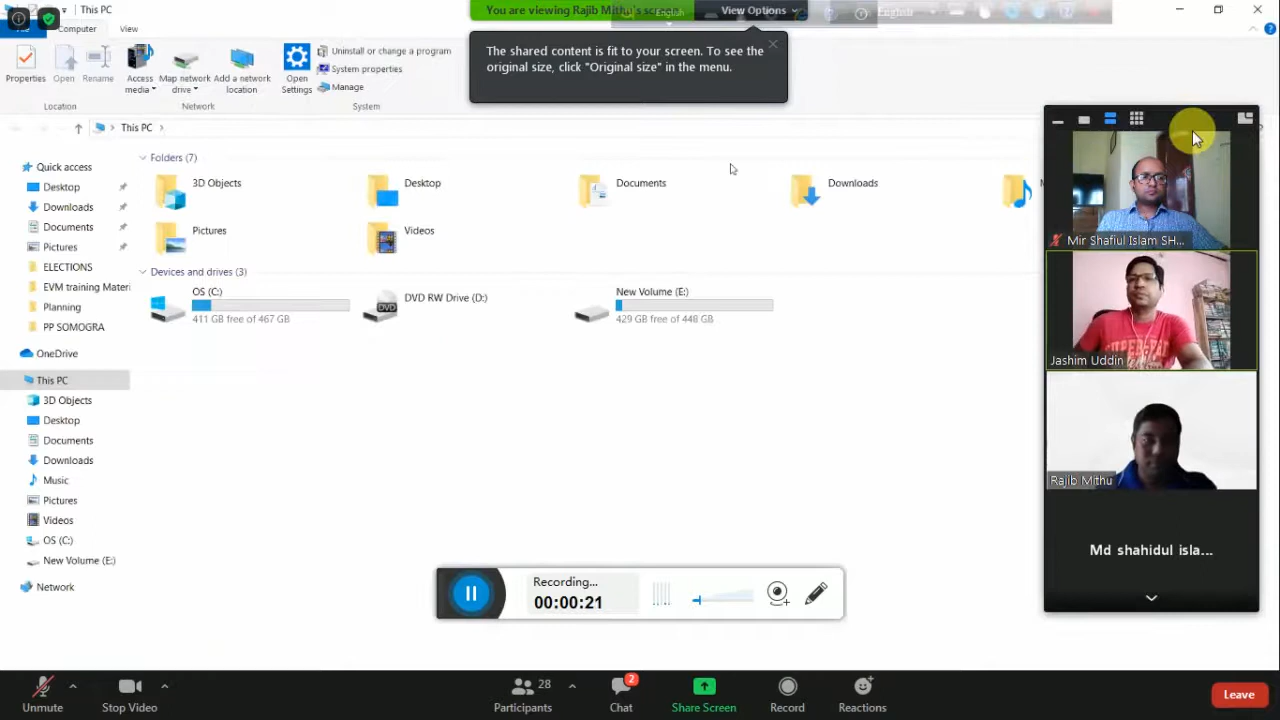 This PC
You are viewing Rajib Mithu's screen
English
View Options
English
File
Computer
View
The shared content is fit to your screen. To see the
original size, click "Original size" in the menu.
Properties
Open
Rename
Access
media
Map network
drive
Add a network
location
Open
Settings
Uninstall or change a program
System properties
Manage
Location
Network
System
This PC
Quick access
Desktop
Downloads
Documents
Pictures
ELECTIONS
EVM training Materi
Planning
PP SOMOGRA
OneDrive
This PC
3D Objects
Desktop
Documents
Downloads
Music
Pictures
Videos
OS (C:)
New Volume (E:)
Network
Folders (7)
3D Objects
Desktop
Documents
Downloads
Pictures
Videos
Devices and drives (3)
OS (C:)
411 GB free of 467 GB
DVD RW Drive (D:)
DVD
New Volume (E:)
429 GB free of 448 GB
Mir Shafiul Islam SH...
Jashim Uddin
Rajib Mithu
Md shahidul isla...
Recording...
00:00:21
Unmute
Stop Video
28
Participants
2
Chat
Share Screen
Record
Reactions
Leave